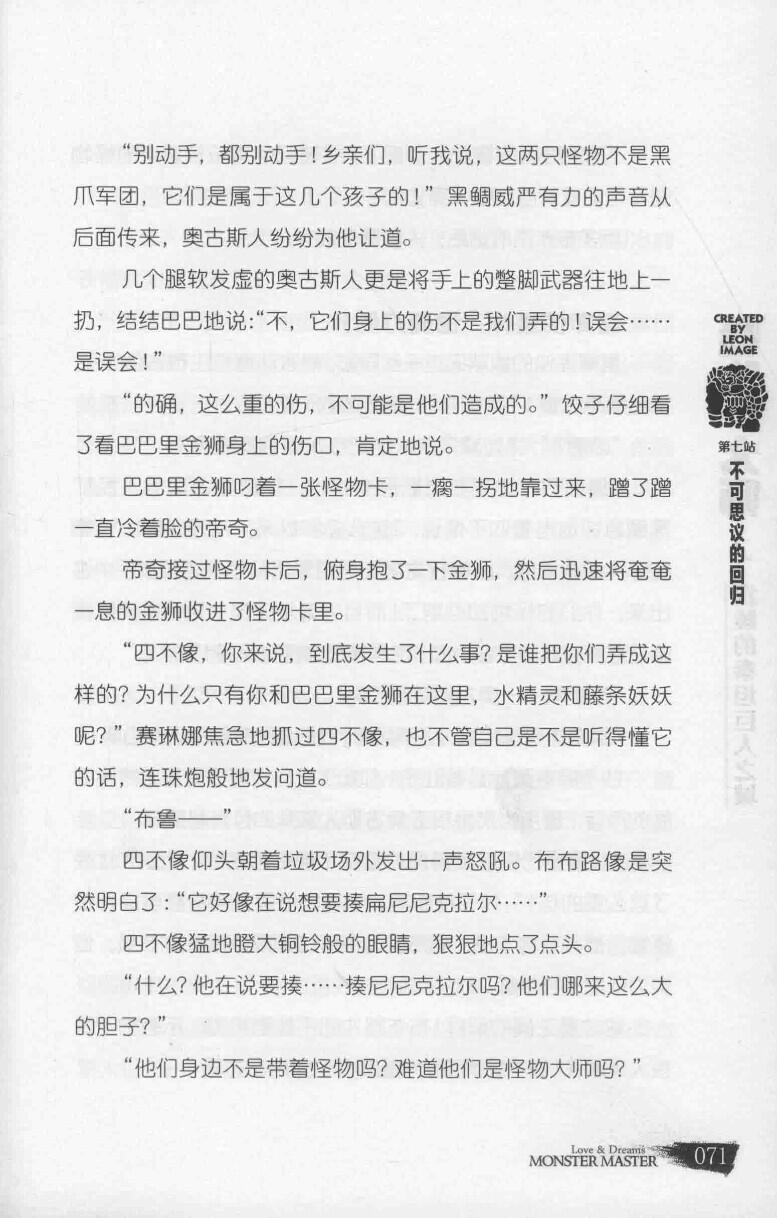 “别动手，都别动手！乡亲们，听我说，这两只怪物不是黑
爪军团，它们是属于这几个孩子的！”黑鲷威严有力的声音从
后面传来，奥古斯人纷纷为他让道。
几个腿软发虚的奥古斯人更是将手上的蹩脚武器往地上一
扔，结结巴巴地说：“不，它们身上的伤不是我们弄的！误会……
是误会！”
“的确，这么重的伤，不可能是他们造成的。”饺子仔细看
了看巴巴里金狮身上的伤口，肯定地说。
巴巴里金狮叼着一张怪物卡，一瘸一拐地靠过来，蹭了蹭
一直冷着脸的帝奇。
帝奇接过怪物卡后，俯身抱了一下金狮，然后迅速将奄奄
一息的金狮收进了怪物卡里。
“四不像，你来说，到底发生了什么事？是谁把你们弄成这
样的？为什么只有你和巴巴里金狮在这里，水精灵和藤条妖妖
呢？”赛琳娜焦急地抓过四不像，也不管自己是不是听得懂它
的话，连珠炮般地发问道。
“布鲁——”
四不像仰头朝着垃圾场外发出一声怒吼。布布路像是突
然明白了：“它好像在说想要揍扁尼尼克拉尔……”
四不像猛地瞪大铜铃般的眼睛，狠狠地点了点头。
“什么？他在说要揍……揍尼尼克拉尔吗？他们哪来这么大
的胆子？”
“他们身边不是带着怪物吗？难道他们是怪物大师吗？”
CREATED
BY
LEON
IMAGE
第七站
不可思议的回归
Love & Dreams
MONSTER MASTER
071